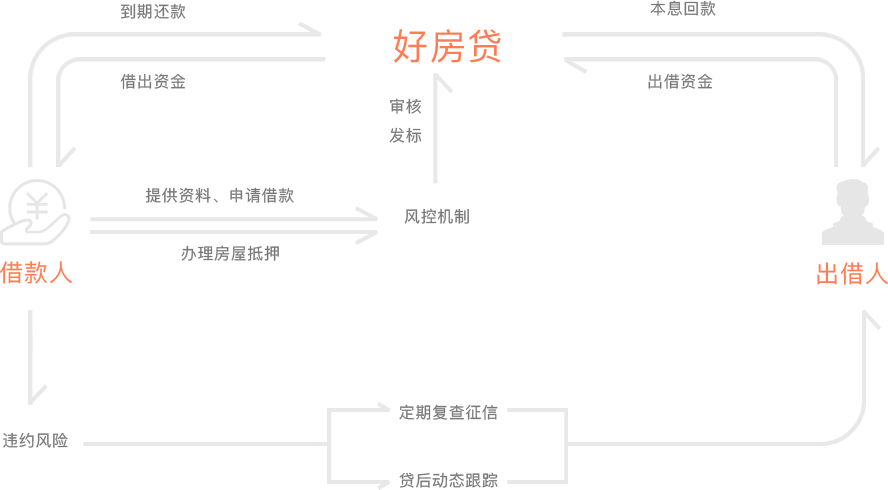 到期还款
本息回款
好房贷
借出资金
出借资金
审核
发标
提供资料、申请借款
风控机制
办理房屋抵押
借款人
出借人
定期复查征信
违约风险
贷后动态跟踪